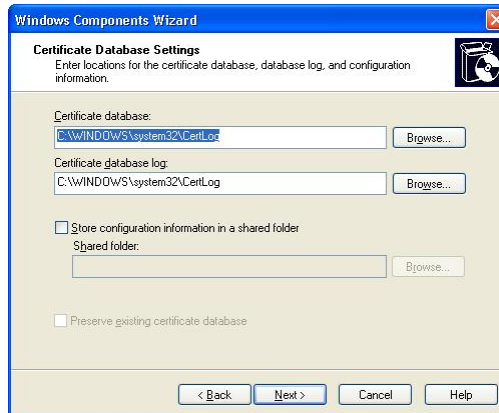 Windows Components Wizard
Certificate Database Settings
Enter locations for the certificate database, database log, and configuration
information.
Certificate database:
C:\WINDOWS\system32\CertLog
Browse...
Certificate database log:
C:\WINDOWS\system32\CertLog
Browse...
Store configuration information in a shared folder
Shared folder:
Browse...
Preserve existing certificate database
< Back Next > Cancel Help